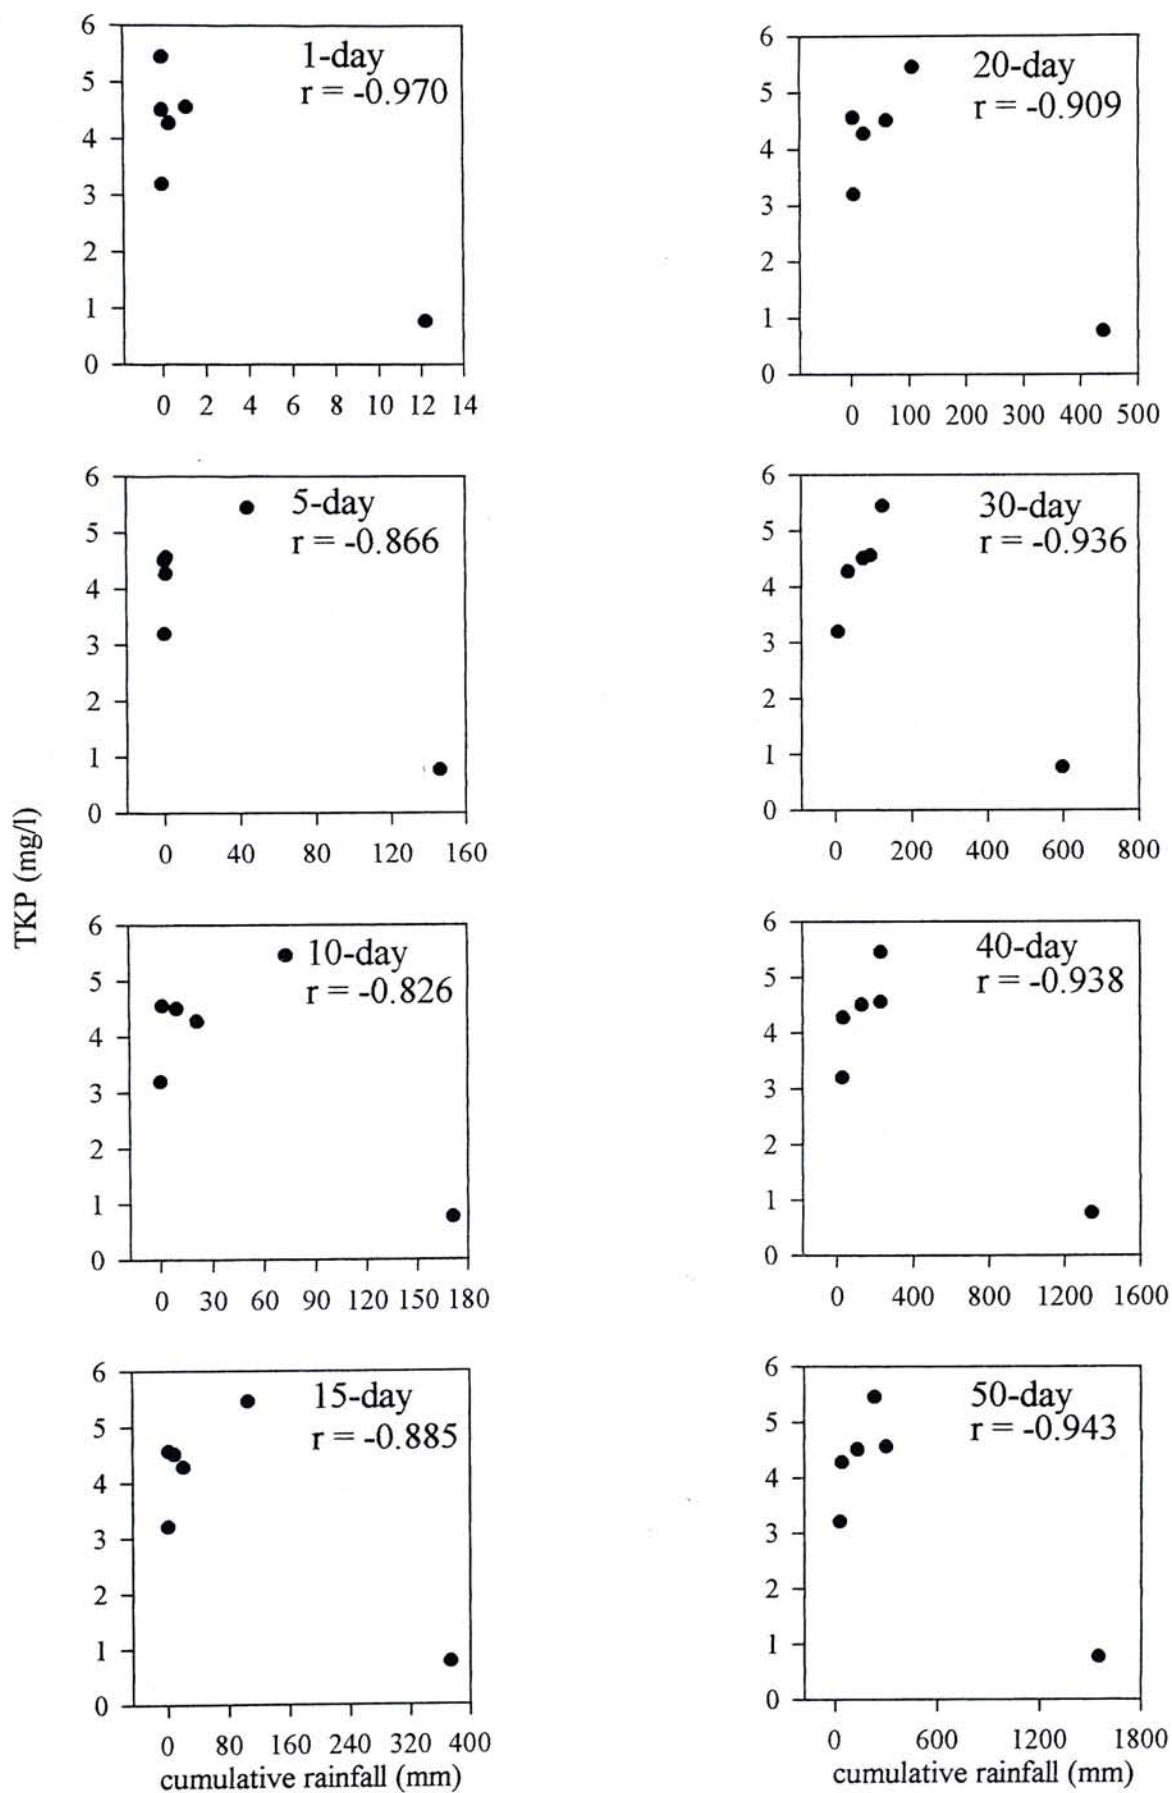 6
5
4
3
2
1
0
1-day
r = -0.970
0 2 4 6 8 10 12 14
6
5
4
3
2
1
0
5-day
r = -0.866
0 40 80 120 160
6
5
4
3
2
1
0
10-day
r = -0.826
0 30 60 90 120 150 180
6
5
4
3
2
1
0
15-day
r = -0.885
0 80 160 240 320 400
cumulative rainfall (mm)
TKP (mg/l)
6
5
4
3
2
1
0
20-day
r = -0.909
0 100 200 300 400 500
6
5
4
3
2
1
0
30-day
r = -0.936
0 200 400 600 800
6
5
4
3
2
1
0
40-day
r = -0.938
0 400 800 1200 1600
6
5
4
3
2
1
0
50-day
r = -0.943
0 600 1200 1800
cumulative rainfall (mm)